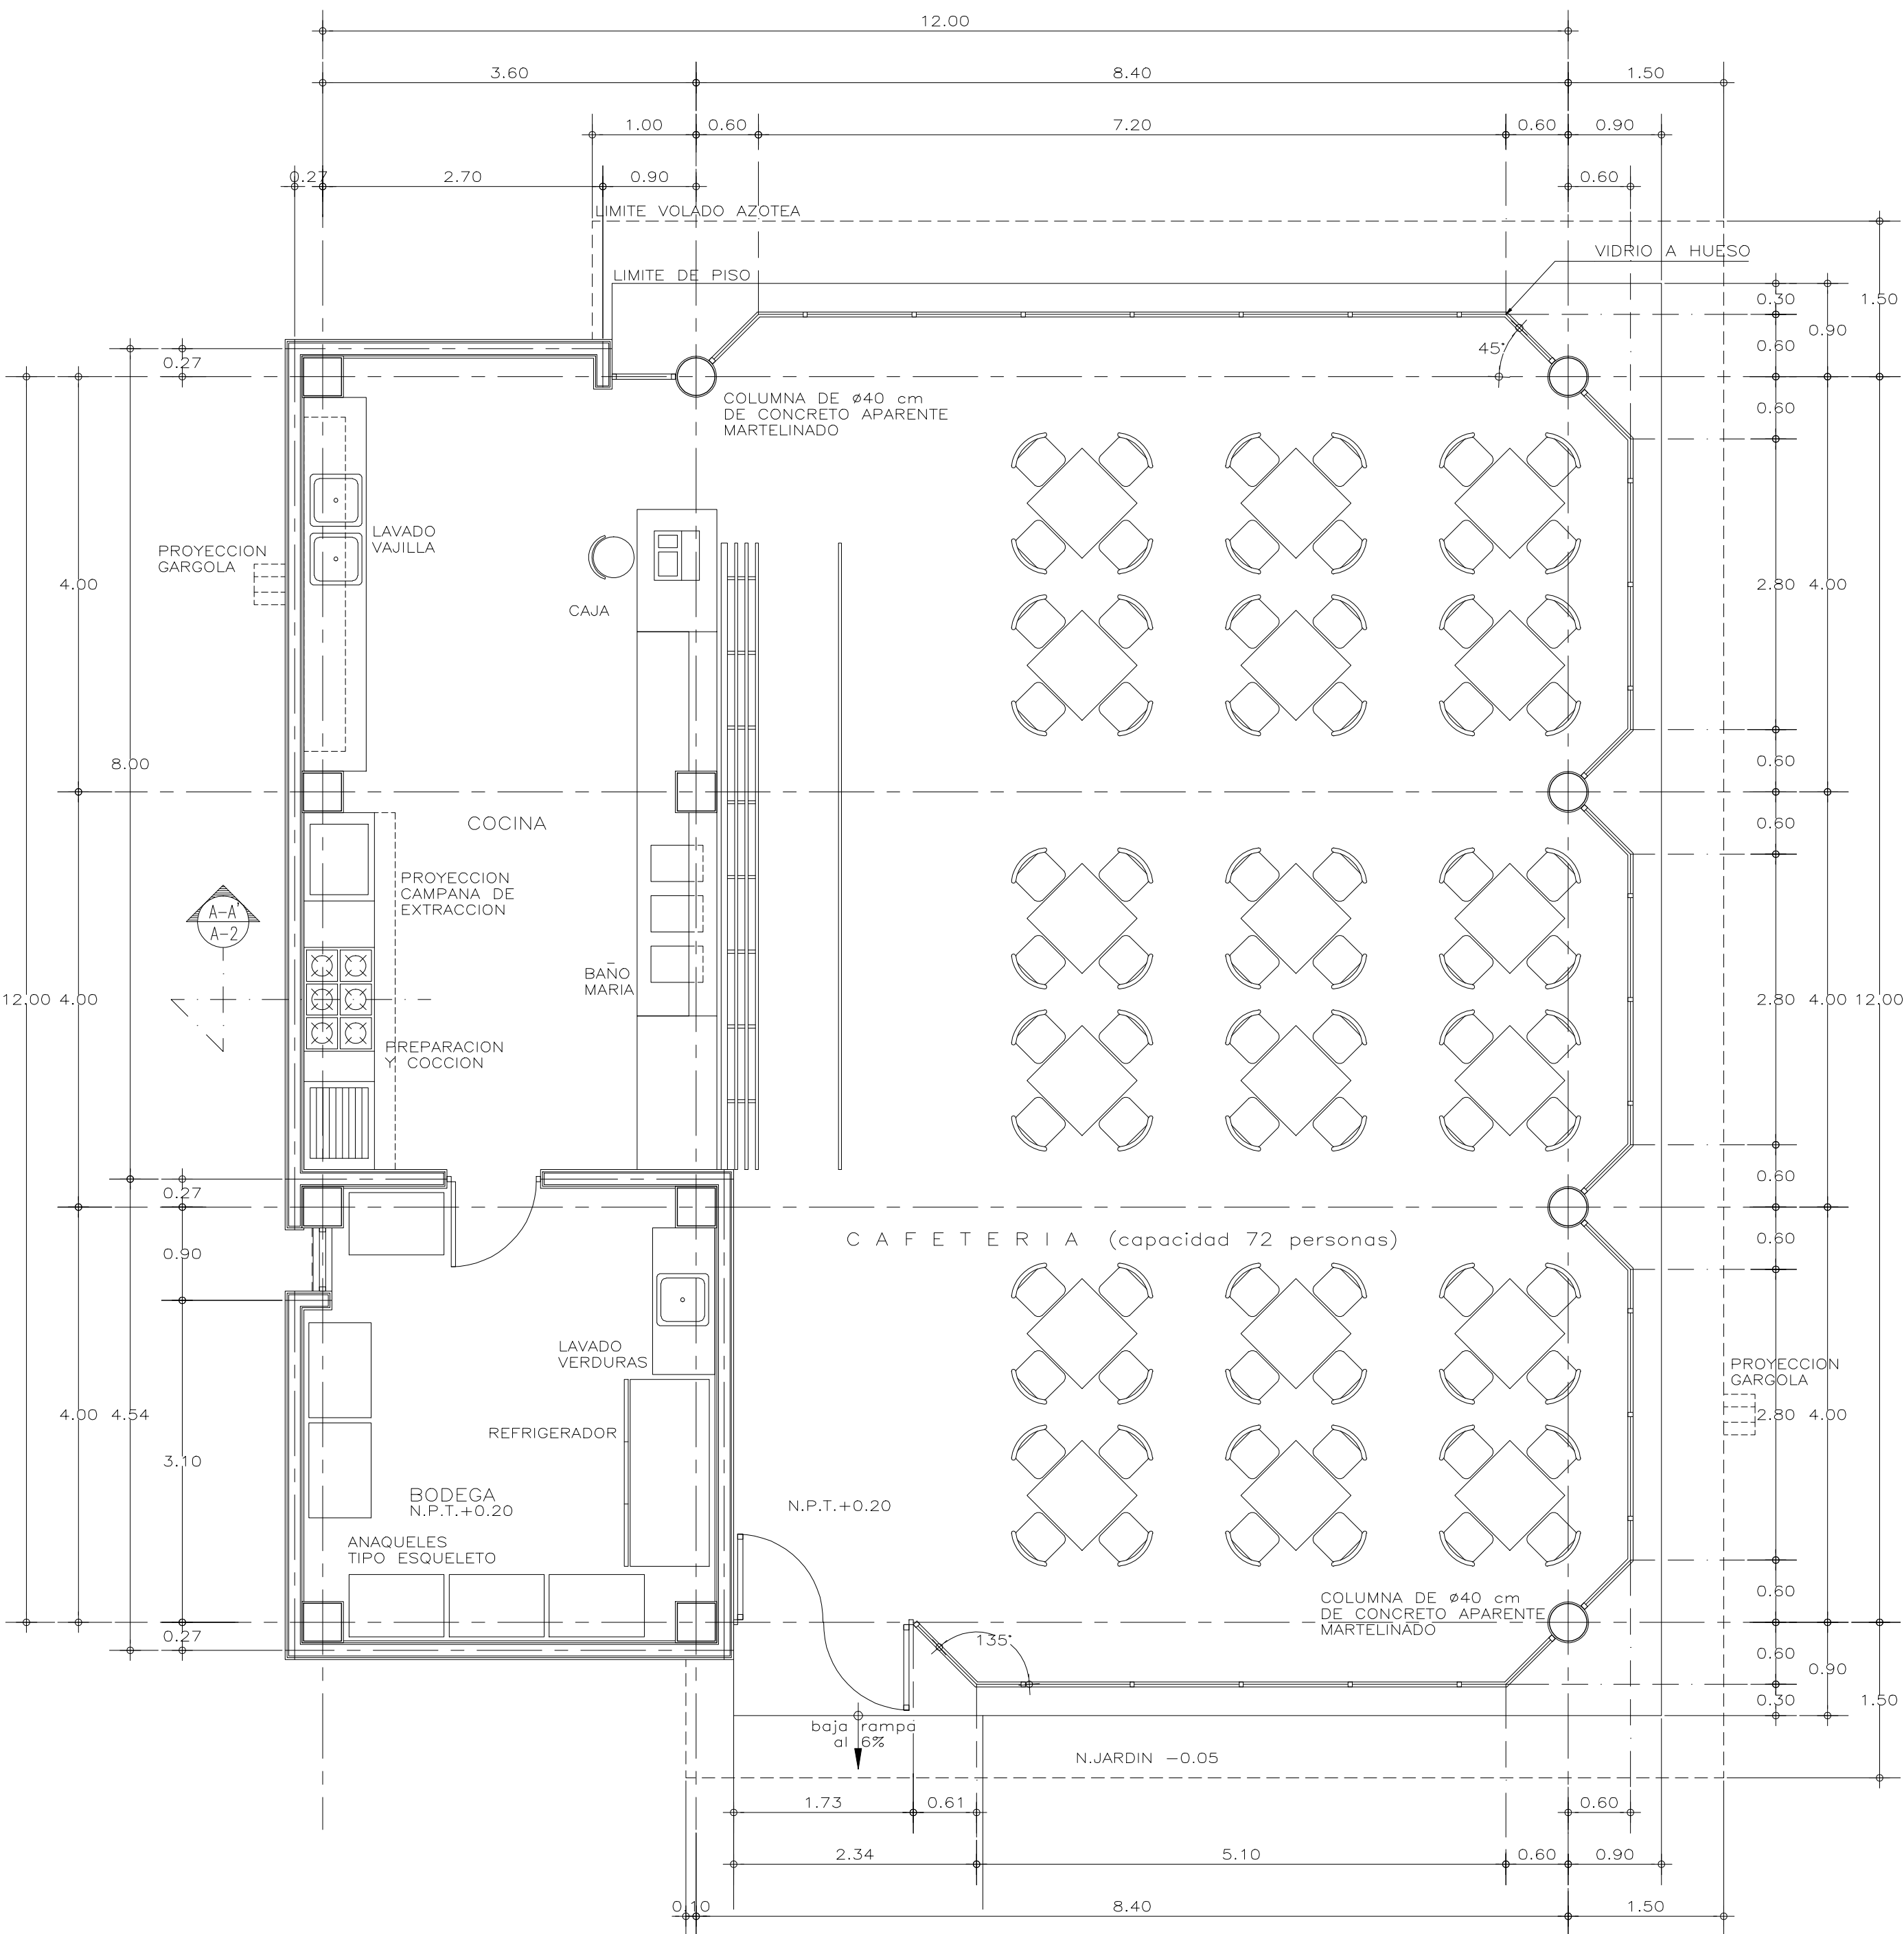 12.00
3.60 8.40 1.50
1.00 0.60 7.20 0.60 0.90
0.27 2.70 0.90 0.60
LIMITE VOLADO AZOTEA
VIDRIO A HUESO
LIMITE DE PISO
0.30 1.50
0.90
45°
0.60
0.27
COLUMNA DE ø40 cm
DE CONCRETO APARENTE
MARTELINADO
0.60
LAVADO
VAJILLA
PROYECCION
GARGOLA
4.00
2.80 4.00
CAJA
8.00
0.60
COCINA
0.60
PROYECCION
CAMPANA DE
EXTRACCION
A-A'
A-2
BAÑO
MARIA
12.00 4.00
2.80 4.00 12.00
PREPARACION
Y COCCION
0.27
0.60
0.90
CAFETERIA (capacidad 72 personas)
0.60
LAVADO
VERDURAS
PROYECCION
GARGOLA
4.00 4.54
2.80 4.00
REFRIGERADOR
3.10
BODEGA
N.P.T.+0.20
N.P.T.+0.20
ANAQUELES
TIPO ESQUELETO
COLUMNA DE ø40 cm
DE CONCRETO APARENTE
MARTELINADO
0.60
0.27
135°
0.60
0.90
0.30 1.50
baja rampa
al 6%
N.JARDIN -0.05
1.73 0.61 0.60
2.34 5.10 0.60 0.90
0.10 8.40 1.50